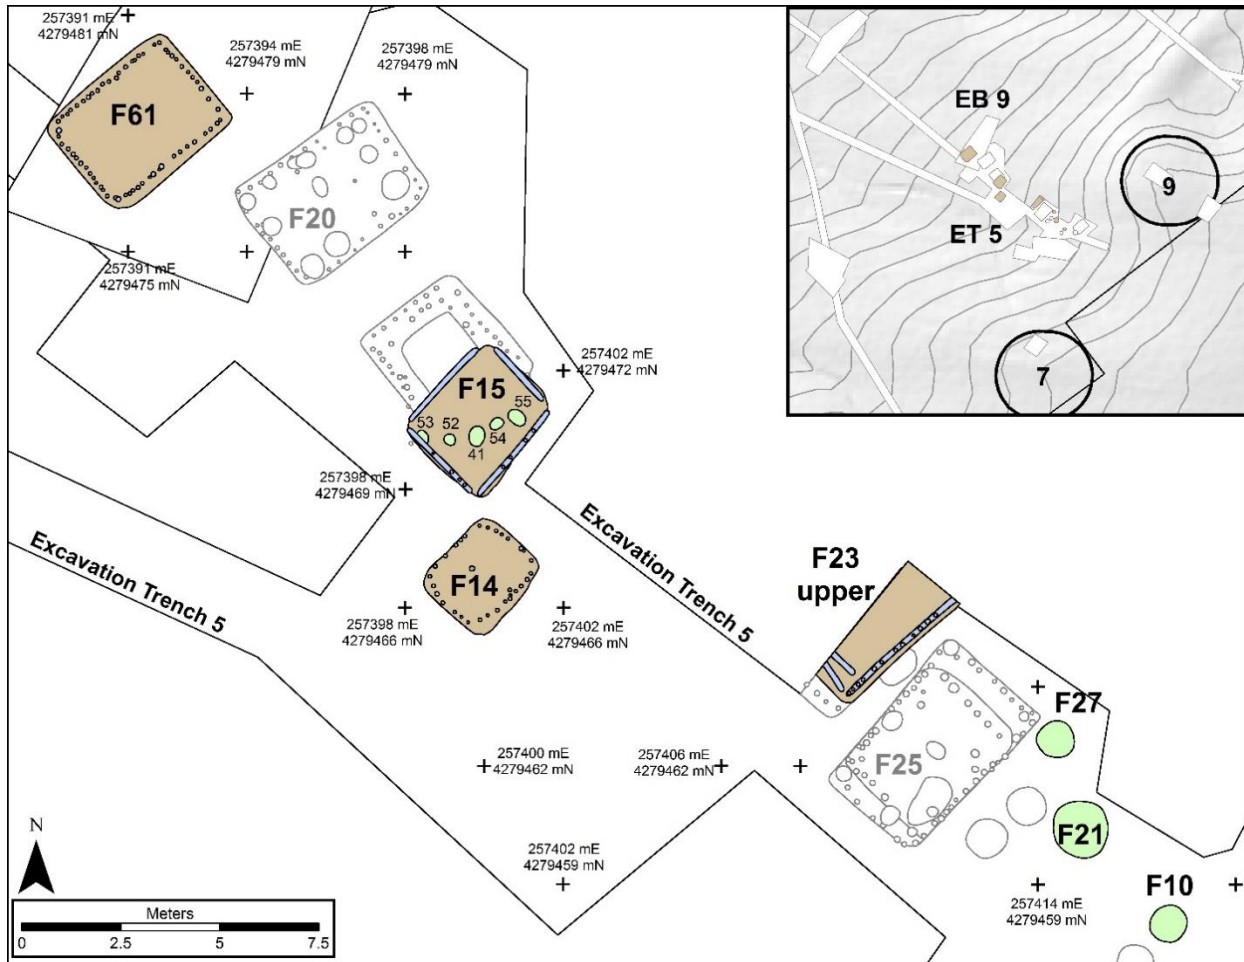 257391 mE
4279481 mN
257394 mE
4279479 mN
257398 mE
4279479 mN
F61
F20
257391 mE
4279475 mN
257402 mE
4279472 mN
F15
53
52
41
54
55
257398 mE
4279469 mN
Excavation Trench 5
F14
257398 mE
4279466 mN
257402 mE
4279466 mN
Excavation Trench 5
F23
upper
F27
257400 mE
4279462 mN
257406 mE
4279462 mN
F25
F21
257402 mE
4279459 mN
257414 mE
4279459 mN
F10
N
Meters
0
2.5
5
7.5
EB 9
ET 5
9
7